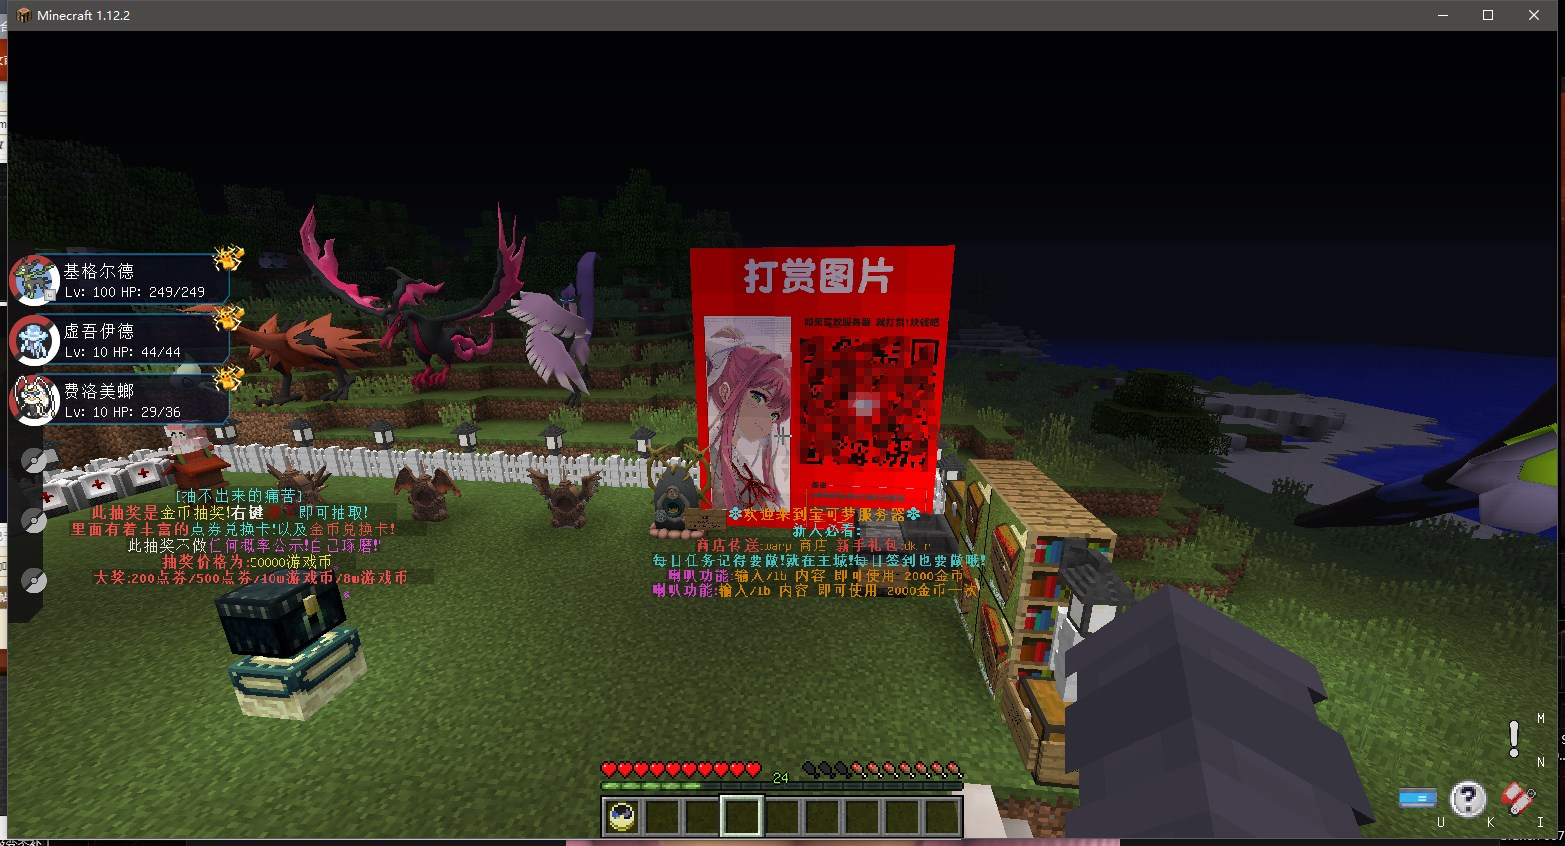 Minecraft 1.12.2
打赏图片
基格尔德
Lv: 100 HP: 249/249
虚吾伊德
Lv: 10 HP: 44/44
费洛美螂
Lv: 10 HP: 29/36
[抽不出来的痛苦]
此抽奖是金币抽奖!右键 即可抽取!
里面有着丰富的点券兑换卡!以及金币兑换卡!
此抽奖不做任何概率公示!自己琢磨!
抽奖价格为:50000游戏币
大奖:200点券/500点券/10w游戏币/8w游戏币
❇欢迎来到宝可梦服务器❇
新人必看:
商店传送:warp 商店 新手礼包:
每日任务记得要做!就在王城!每日签到也要做哦!
喇叭功能:输入/lb 内容 即可使用 2000金币
喇叭功能:输入/lb 内容 即可使用 2000金币一次
24
M
N
U
K
I